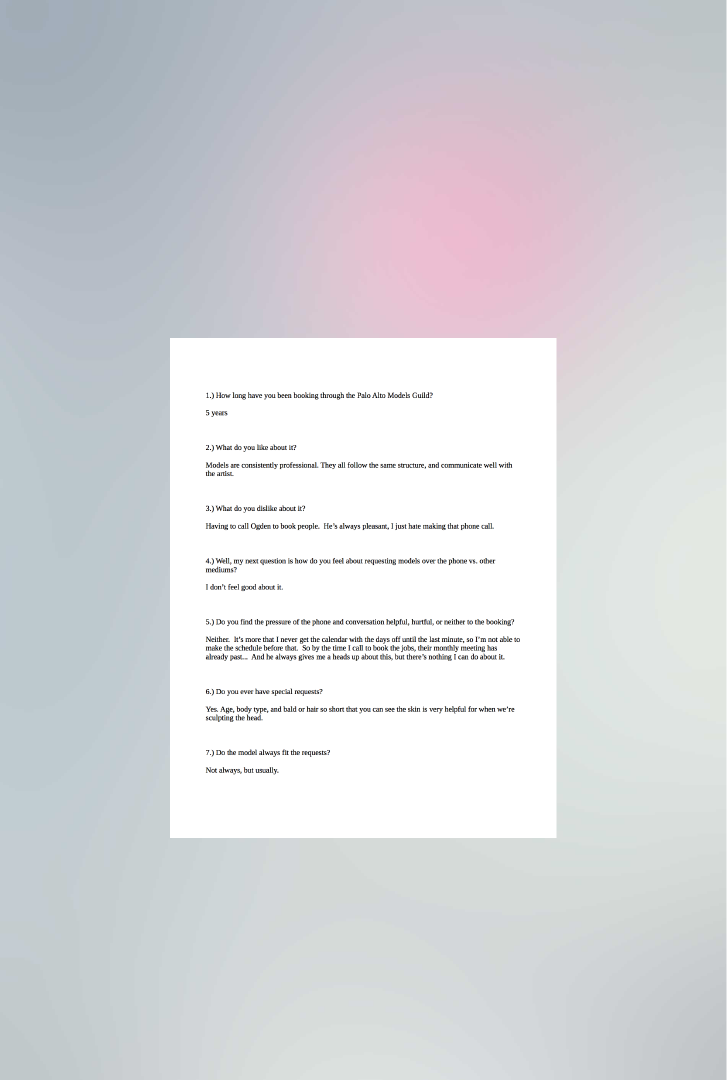 1.) How long have you been booking through the Palo Alto Models Guild?
5 years
2.) What do you like about it?
Models are consistently professional. They all follow the same structure, and communicate well with
the artist.
3.) What do you dislike about it?
Having to call Ogden to book people.  He's always pleasant, I just hate making that phone call.
4.) Well, my next question is how do you feel about requesting models over the phone vs. other
mediums?
I don't feel good about it.
5.) Do you find the pressure of the phone and conversation helpful, hurtful, or neither to the booking?
Neither.  It's more that I never get the calendar with the days off until the last minute, so I'm not able to
make the schedule before that.  So by the time I call to book the jobs, their monthly meeting has
already past...  And he always gives me a heads up about this, but there's nothing I can do about it.
6.) Do you ever have special requests?
Yes. Age, body type, and bald or hair so short that you can see the skin is very helpful for when we're
sculpting the head.
7.) Do the model always fit the requests?
Not always, but usually.